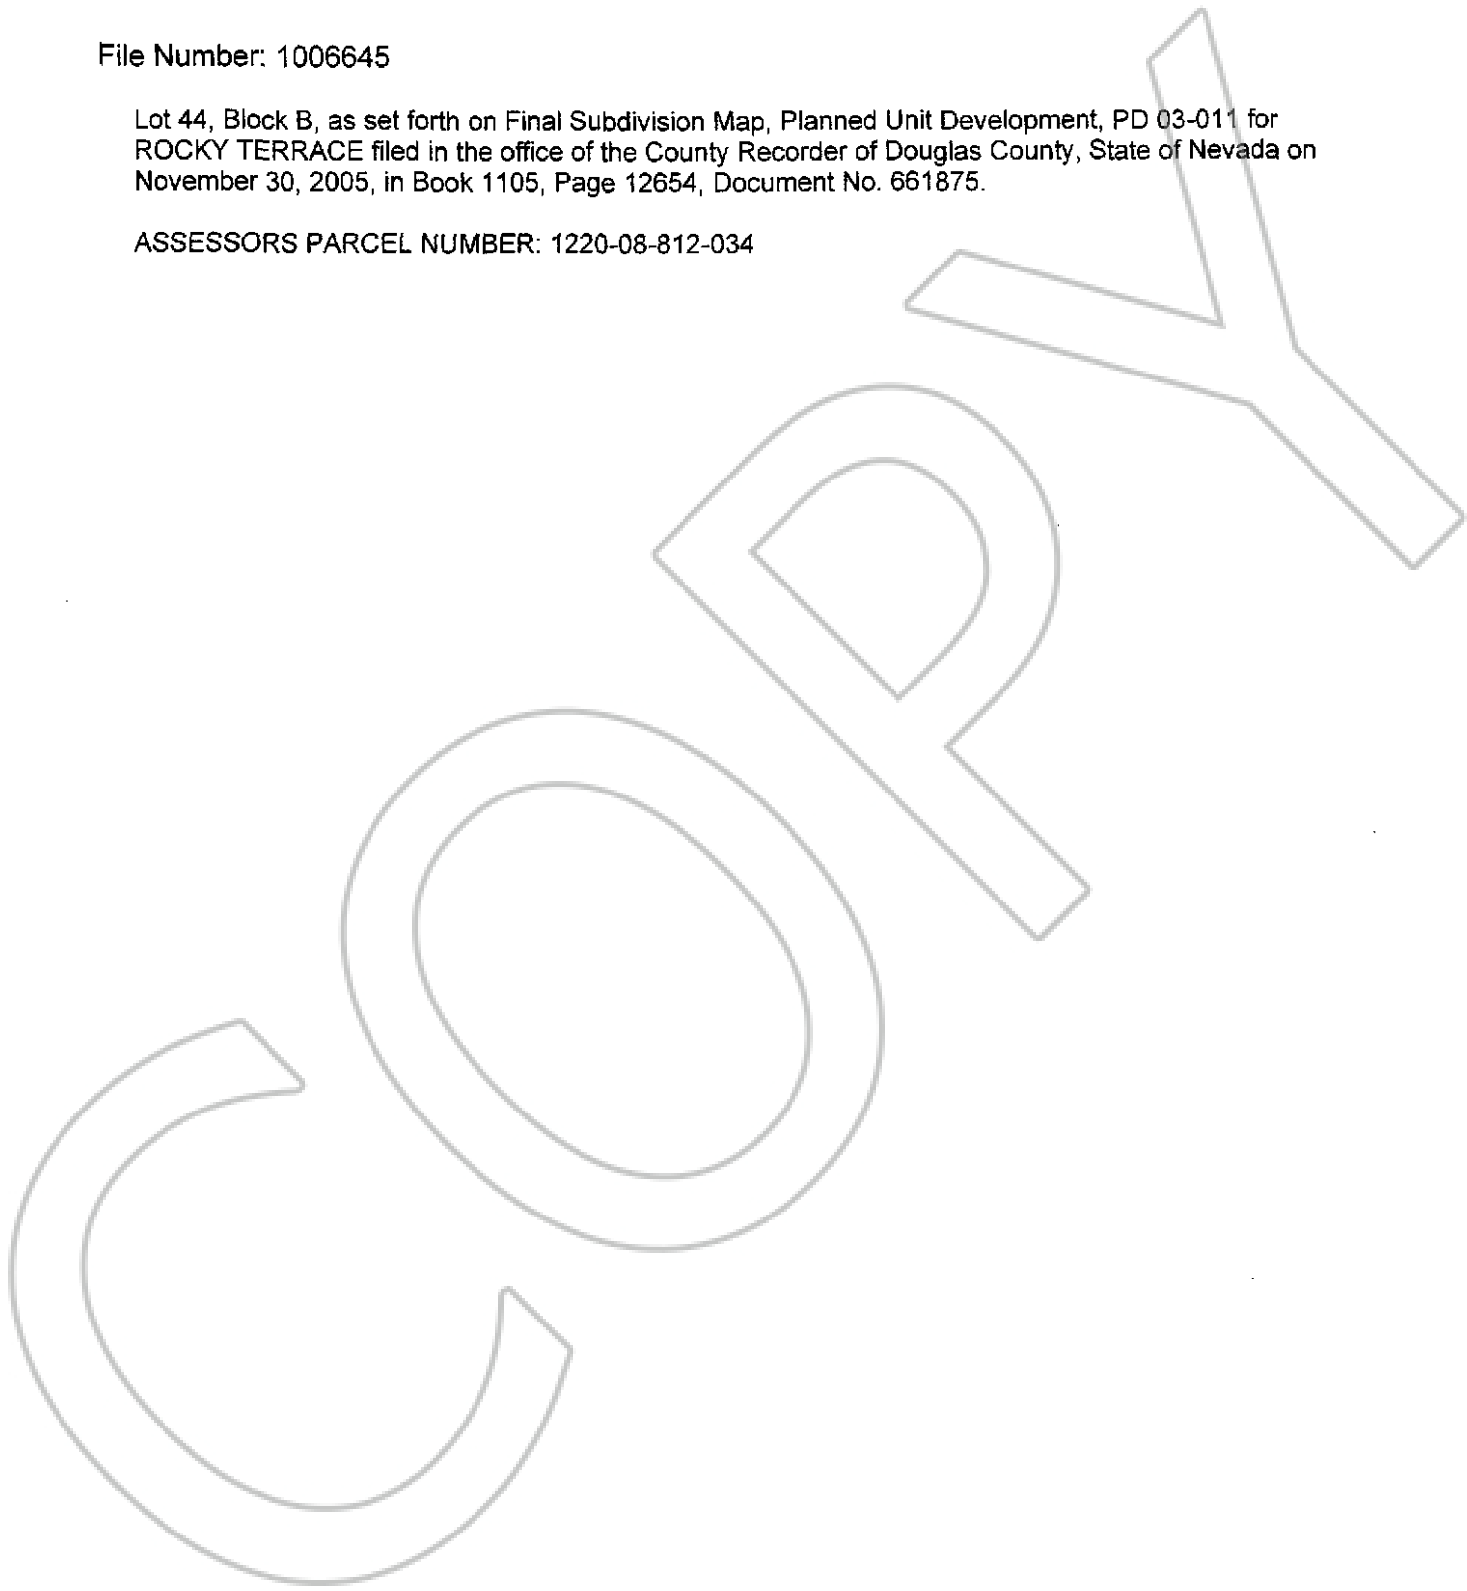 File Number: 1006645
Lot 44, Block B, as set forth on Final Subdivision Map, Planned Unit Development, PD 03-011 for
ROCKY TERRACE filed in the office of the County Recorder of Douglas County, State of Nevada on
November 30, 2005, in Book 1105, Page 12654, Document No. 661875.
ASSESSORS PARCEL NUMBER: 1220-08-812-034
COPY